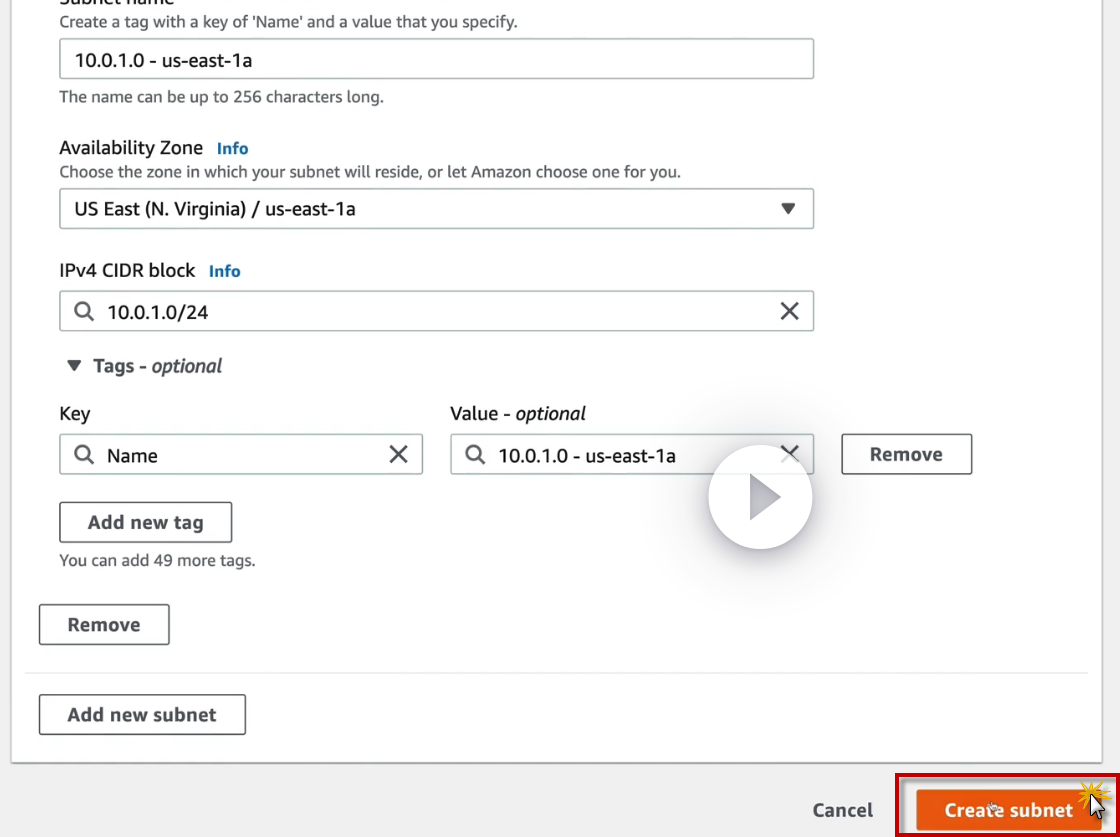 Subnet name
Create a tag with a key of 'Name' and a value that you specify.
10.0.1.0 - us-east-1a
The name can be up to 256 characters long.
Availability Zone Info
Choose the zone in which your subnet will reside, or let Amazon choose one for you.
US East (N. Virginia) / us-east-1a
IPv4 CIDR block Info
10.0.1.0/24
Tags - optional
Key Value - optional
Name 10.0.1.0 - us-east-1a Remove
Add new tag
You can add 49 more tags.
Remove
Add new subnet
Cancel Create subnet